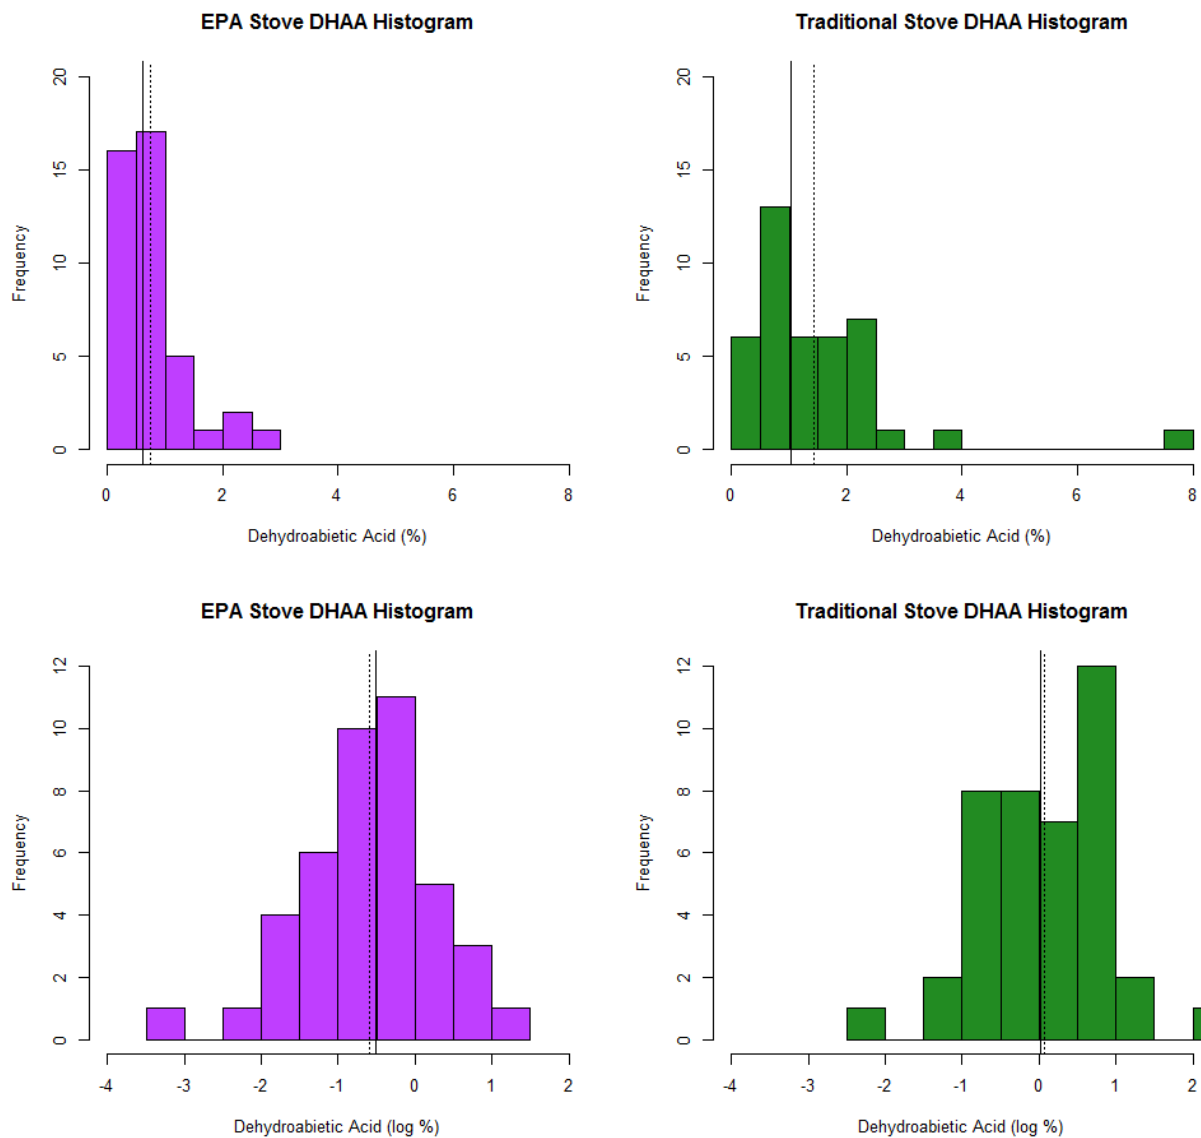 EPA Stove DHAA Histogram
Frequency
0 5 10 15 20
0 2 4 6 8
Dehydroabietic Acid (%)
Traditional Stove DHAA Histogram
Frequency
0 5 10 15 20
0 2 4 6 8
Dehydroabietic Acid (%)
EPA Stove DHAA Histogram
Frequency
0 2 4 6 8 10 12
-4 -3 -2 -1 0 1 2
Dehydroabietic Acid (log %)
Traditional Stove DHAA Histogram
Frequency
0 2 4 6 8 10 12
-4 -3 -2 -1 0 1 2
Dehydroabietic Acid (log %)